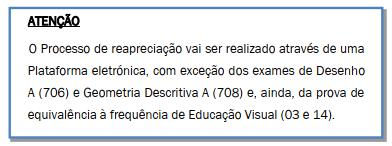 ATENÇÃO
O Processo de reapreciação vai ser realizado através de uma
Plataforma eletrónica, com exceção dos exames de Desenho
A (706) e Geometria Descritiva A (708) e, ainda, da prova de
equivalência à frequência de Educação Visual (03 e 14).